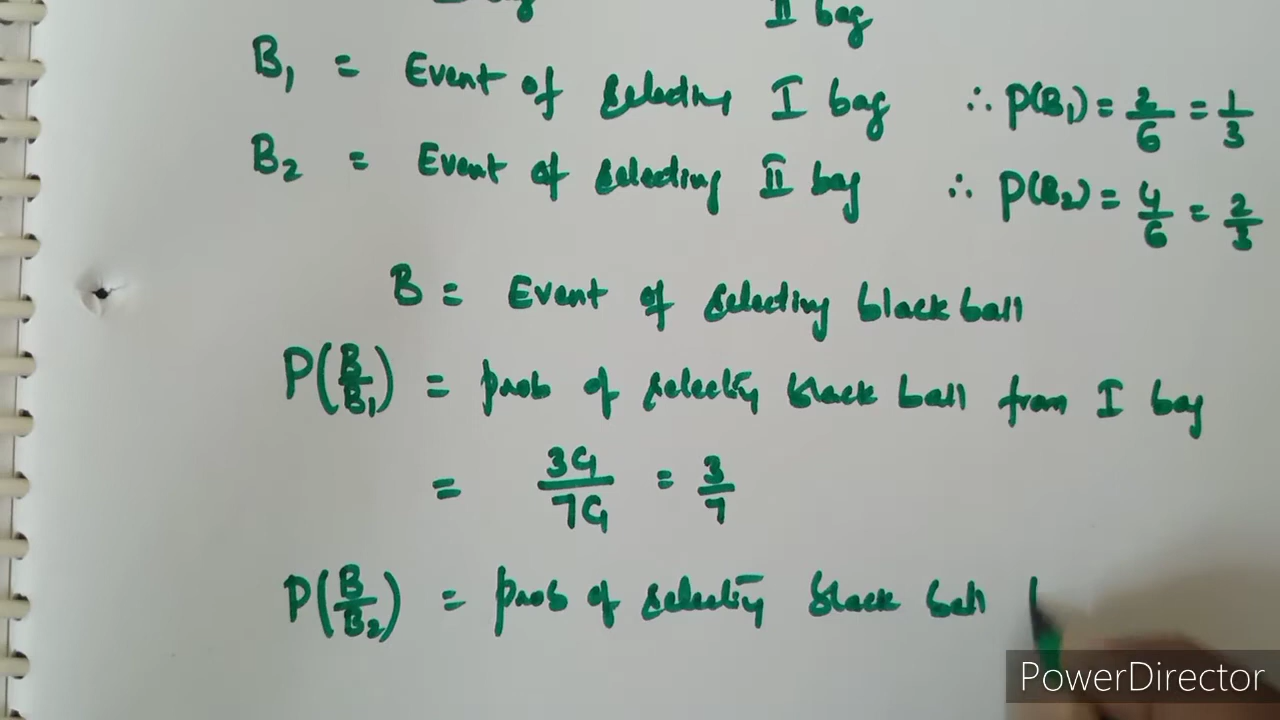 II bag
B₁ = Event of selecting I bag ∴ P(B₁) = 2/6 = 1/3
B₂ = Event of selecting II bag ∴ P(B₂) = 4/6 = 2/3
B = Event of selecting black ball
P(B/B₁) = prob of selectīg black ball from I bag
= 3C₁/7C₁ = 3/7
P(B/B₂) = prob of selectīg black ball
PowerDirector